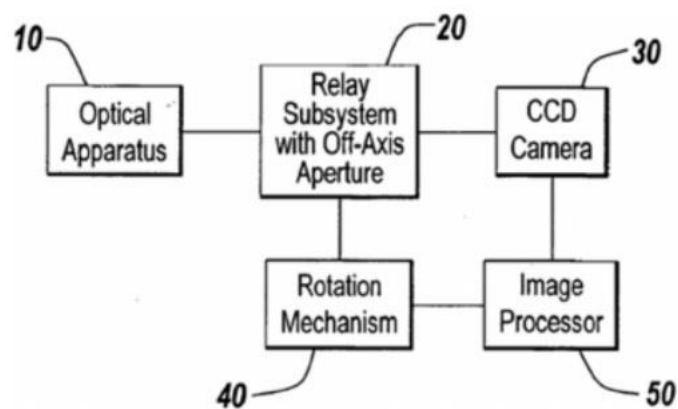 10
20
30
Optical
Apparatus
Relay
Subsystem
with Off-Axis
Aperture
CCD
Camera
Rotation
Mechanism
Image
Processor
40
50